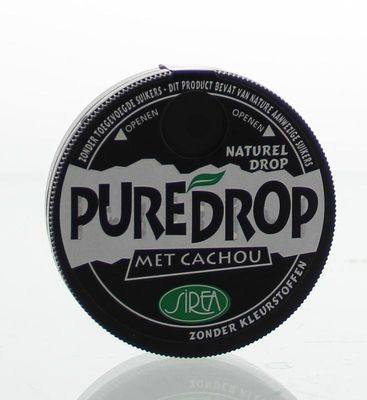 ZONDER TOEGEVOEGDE SUIKERS - DIT PRODUCT BEVAT VAN NATURE AANWEZIGE SUIKERS
OPENEN
OPENEN
NATUREL
DROP
PUREDROP
MET CACHOU
SIREA
ZONDER KLEURSTOFFEN